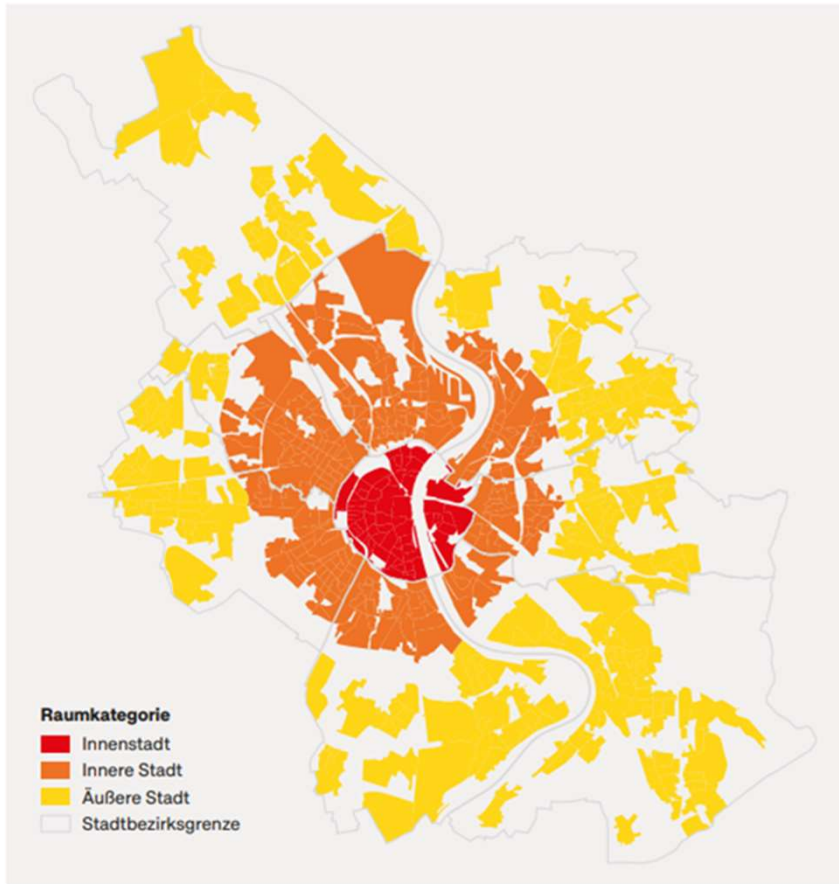 Raumkategorie
Innenstadt
Innere Stadt
Äußere Stadt
Stadtbezirksgrenze